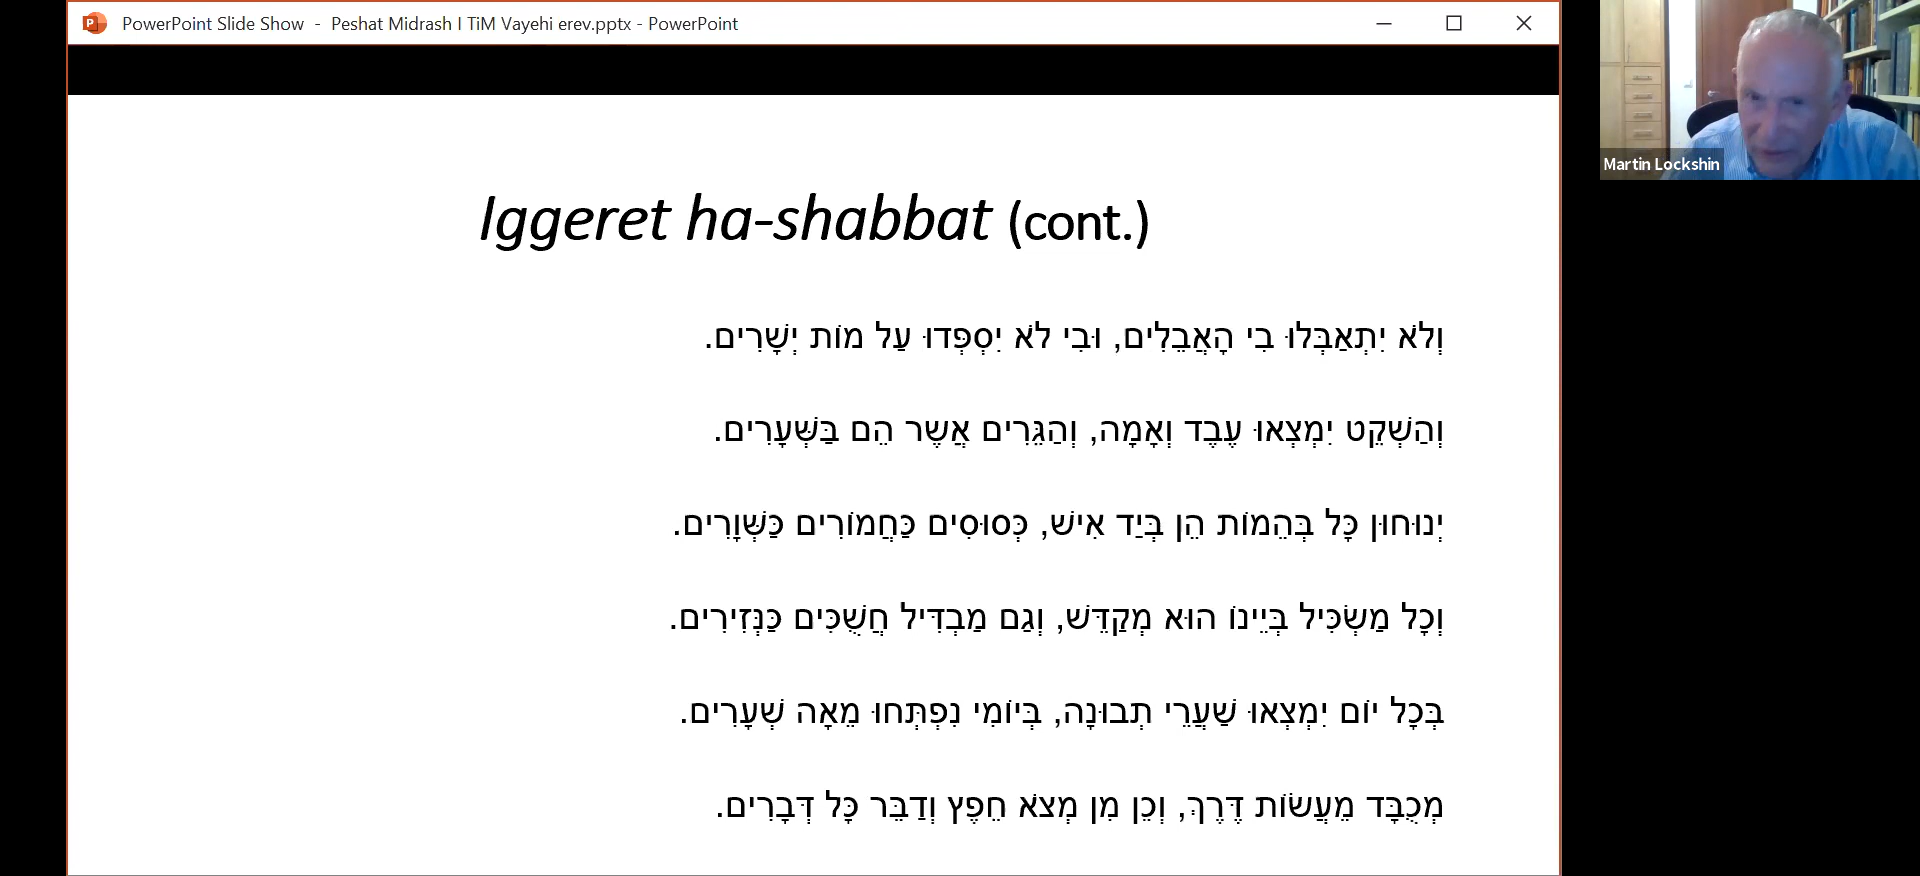 PowerPoint Slide Show - Peshat Midrash I TiM Vayehi erev.pptx - PowerPoint
Martin Lockshin
Iggeret ha-shabbat (cont.)
וְלֹא יִתְאַבְּלוּ בִי הָאֲבֵלִים, וּבִי לֹא יִסְפְּדוּ עַל מוֹת יְשָׁרִים.
וְהַשְׁקֵט יִמְצְאוּ עֶבֶד וְאָמָה, וְהַגֵּרִים אֲשֶׁר הֵם בַּשְּׁעָרִים.
יְנוּחוּן כָּל בְּהֵמוֹת הֵן בְּיַד אִישׁ, כְּסוּסִים כַּחֲמוֹרִים כַּשְּׁוָרִים.
וְכָל מַשְׂכִּיל בְּיֵינוֹ הוּא מְקַדֵּשׁ, וְגַם מַבְדִּיל חֲשֻׁכִּים כַּנְּזִירִים.
בְּכָל יוֹם יִמְצְאוּ שַׁעֲרֵי תְבוּנָה, בְּיוֹמִי נִפְתְּחוּ מֵאָה שְׁעָרִים.
מְכֻבָּד מֵעֲשׂוֹת דֶּרֶךְ, וְכֵן מִן מְצֹא חֵפֶץ וְדַבֵּר כָּל דְּבָרִים.